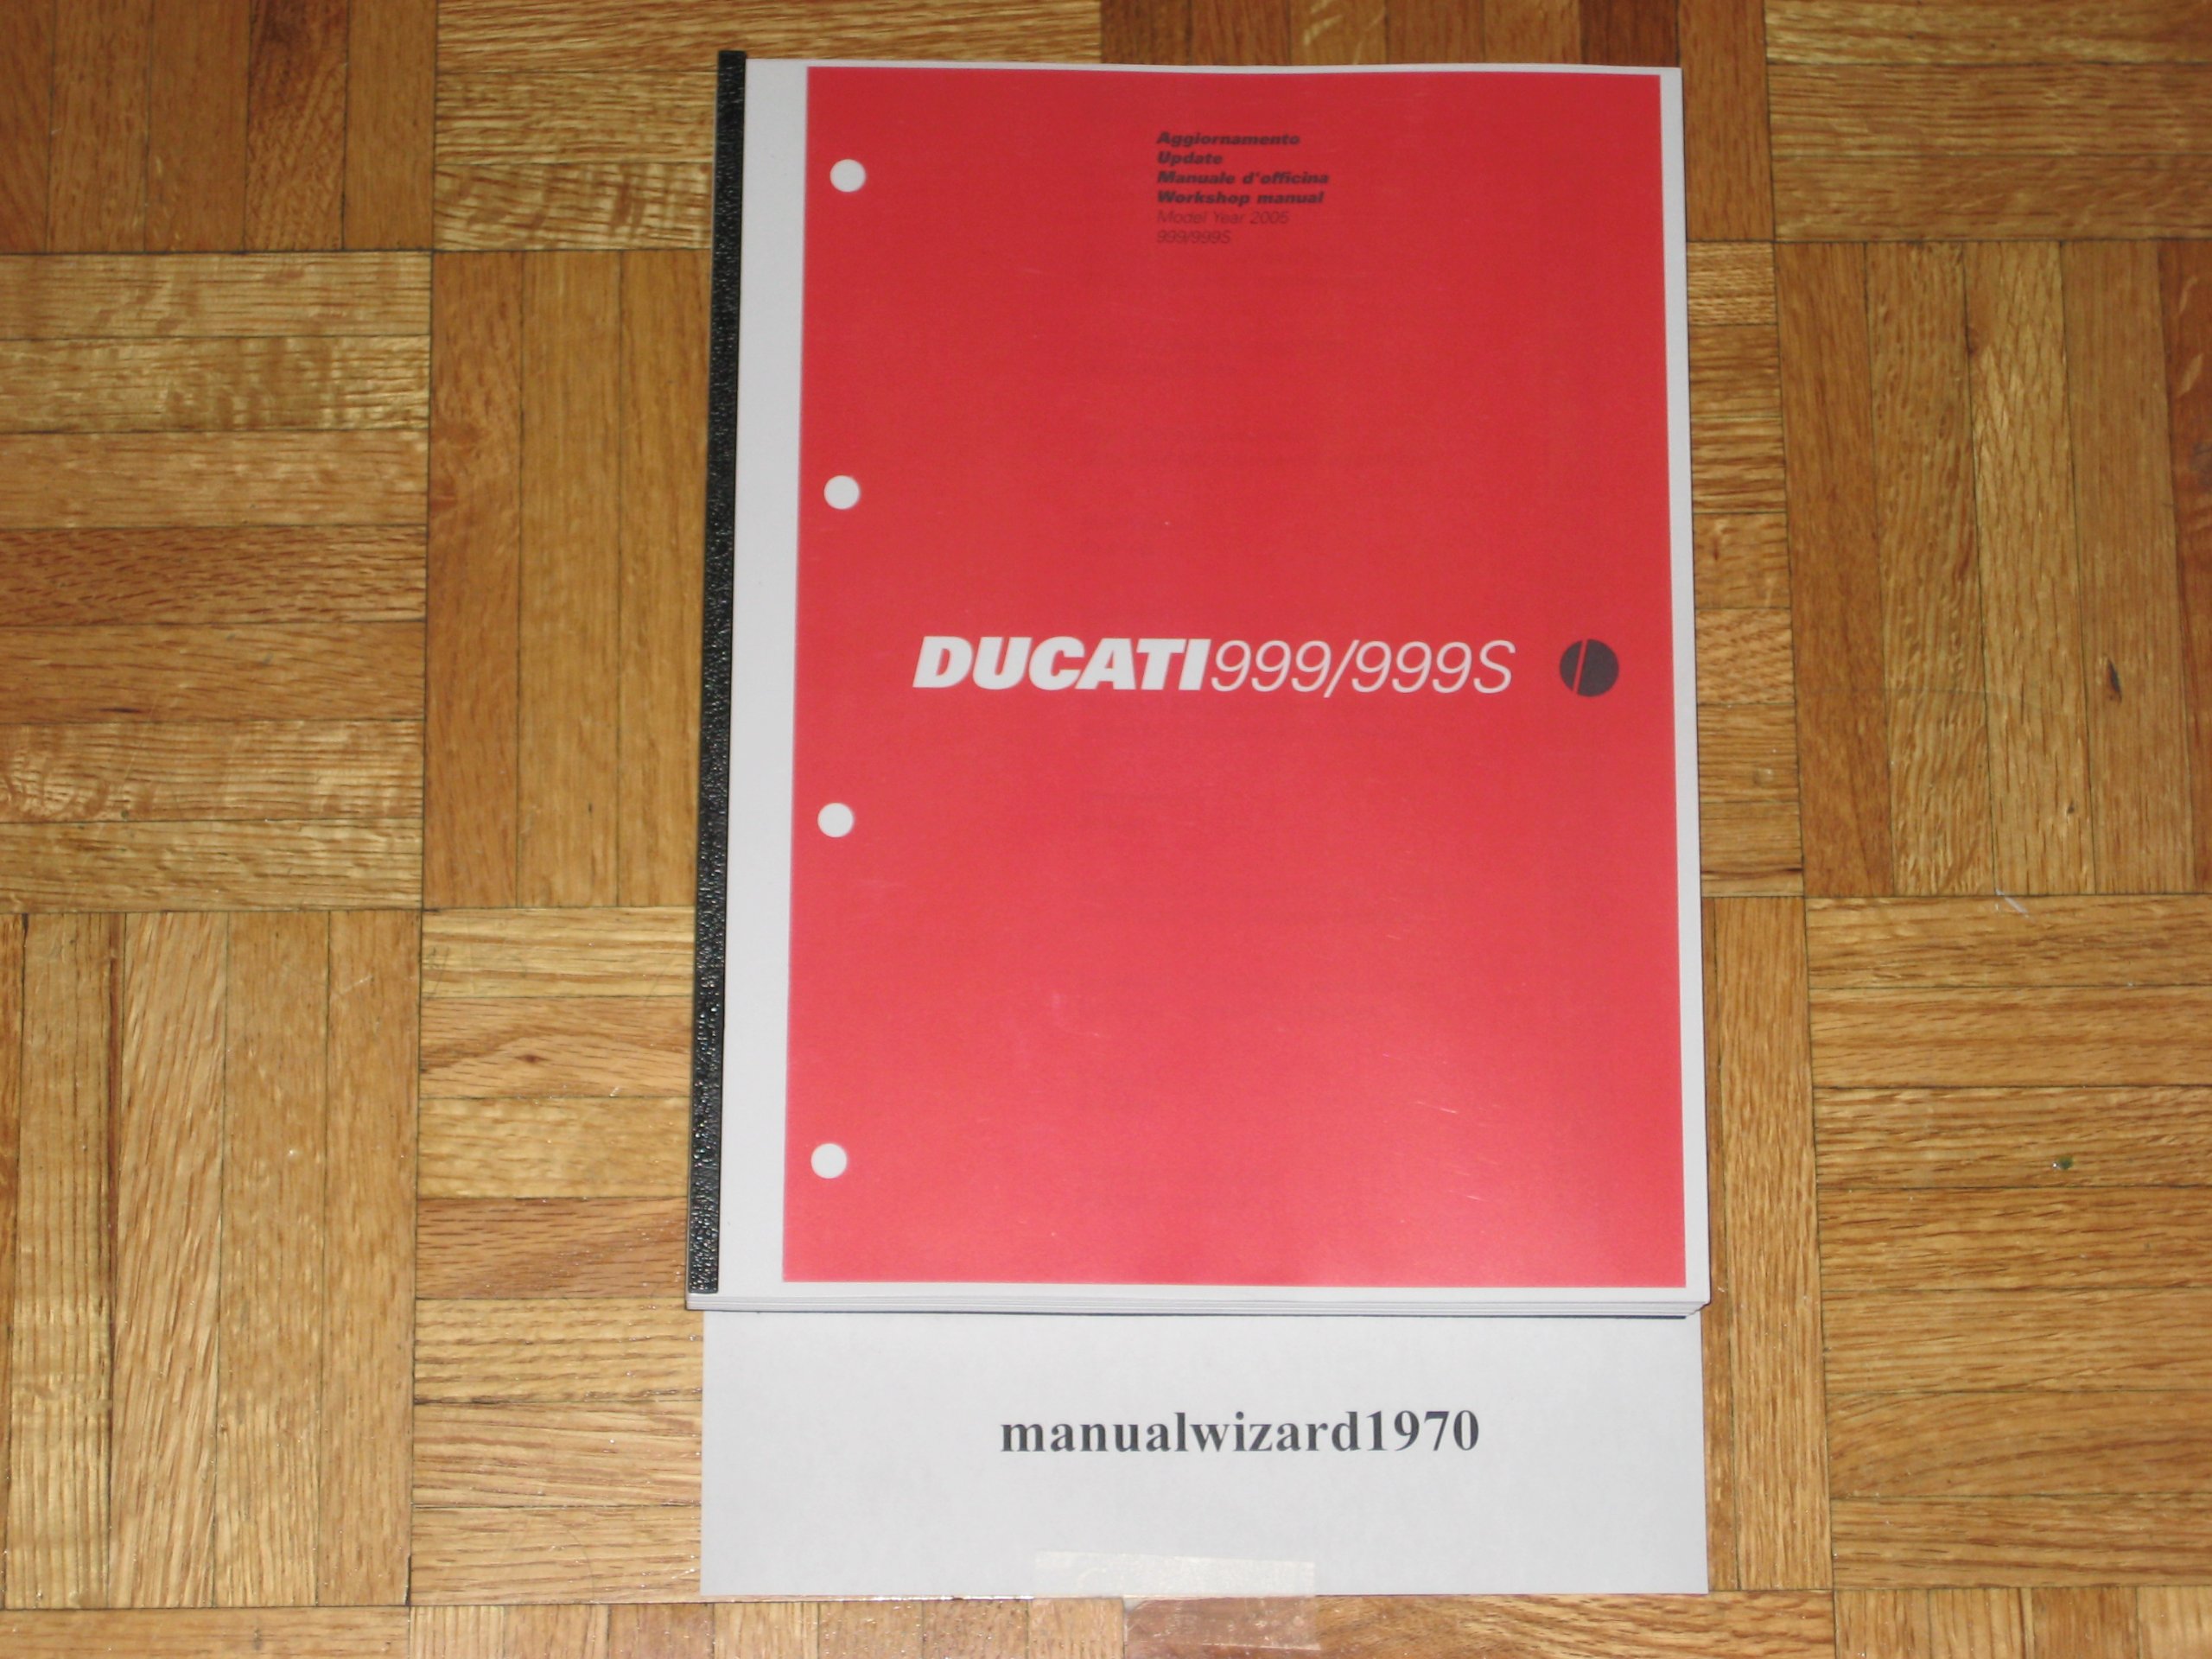 Aggiornamento
Update
Manuale d'officina
Workshop manual
Model Year 2006
999/999S
DUCATI999/999S
manualwizard1970